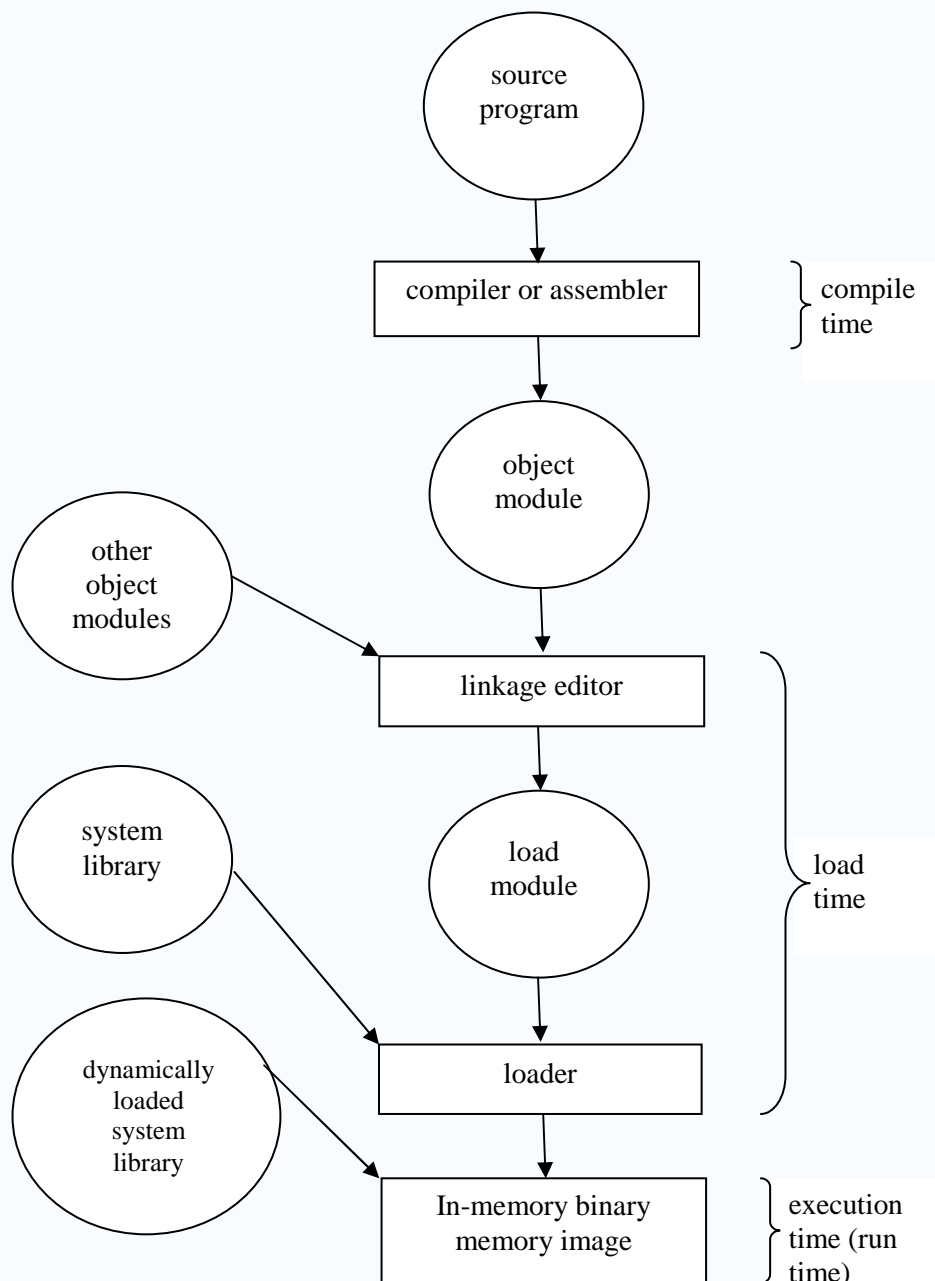 source
program
compiler or assembler
compile
time
object
module
other
object
modules
linkage editor
system
library
load
module
load
time
loader
dynamically
loaded
system
library
In-memory binary
memory image
execution
time (run
time)